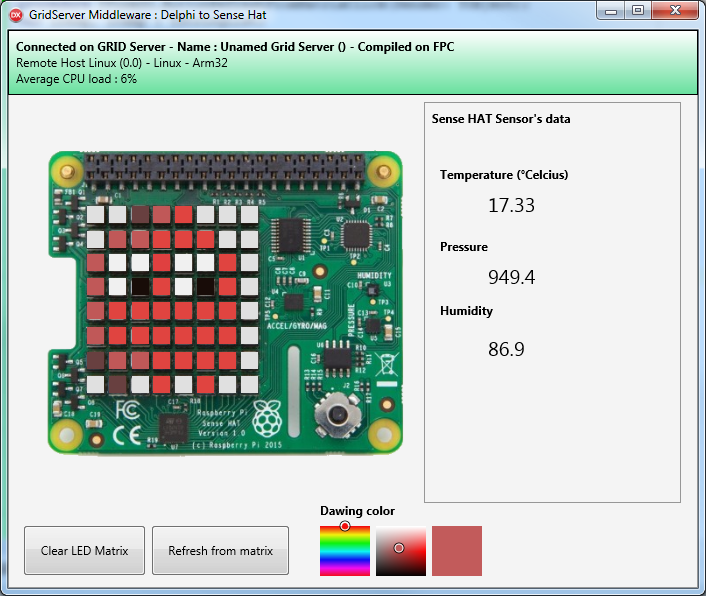 GridServer Middleware : Delphi to Sense Hat
Connected on GRID Server - Name : Unamed Grid Server () - Compiled on FPC
Remote Host Linux (0.0) - Linux - Arm32
Average CPU load : 6%
Sense HAT Sensor's data
Temperature (°Celcius)
17.33
Pressure
949.4
Humidity
86.9
HUMIDITY
PRESSURE
ACCEL/GYRO/MAG
Raspberry Pi
Sense HAT
Version 1.0
(c) Raspberry Pi 2015
FC
CE
Dawing color
Clear LED Matrix
Refresh from matrix